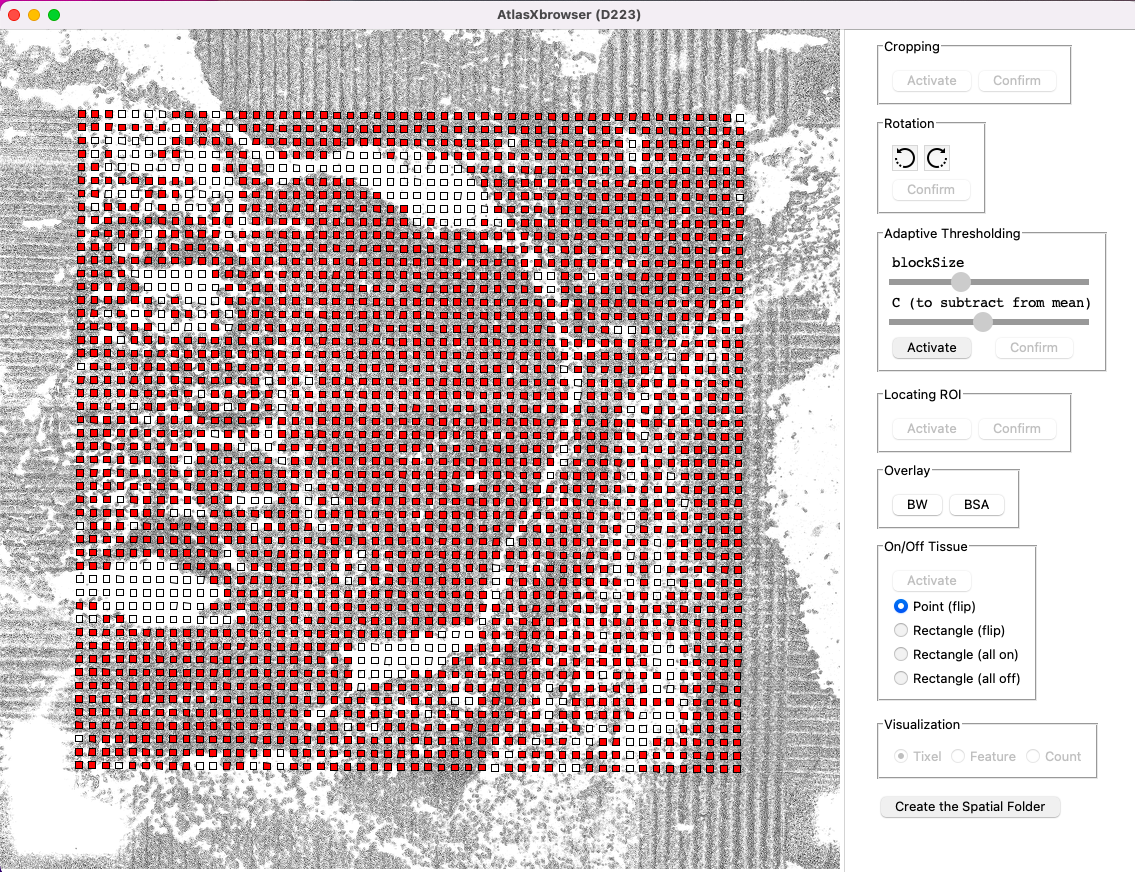 AtlasXbrowser (D223)
Cropping
Activate Confirm
Rotation
Confirm
Adaptive Thresholding
blockSize
C (to subtract from mean)
Activate Confirm
Locating ROI
Activate Confirm
Overlay
BW BSA
On/Off Tissue
Activate
Point (flip)
Rectangle (flip)
Rectangle (all on)
Rectangle (all off)
Visualization
Tixel Feature Count
Create the Spatial Folder